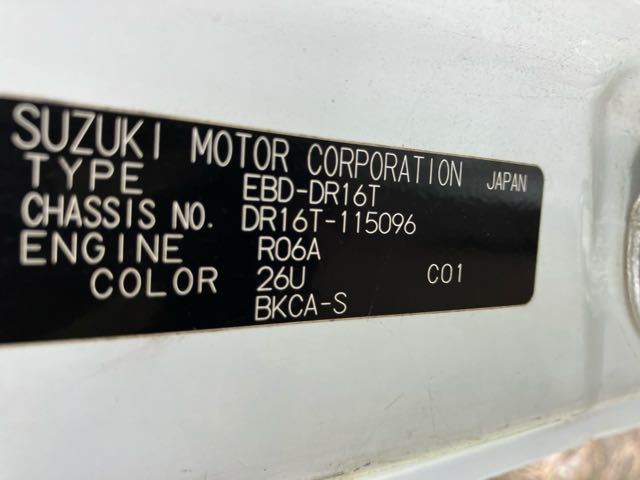 SUZUKI MOTOR CORPORATION JAPAN
TYPE EBD-DR16T
CHASSIS NO. DR16T-115096
ENGINE R06A
COLOR 26U C01
BKCA-S